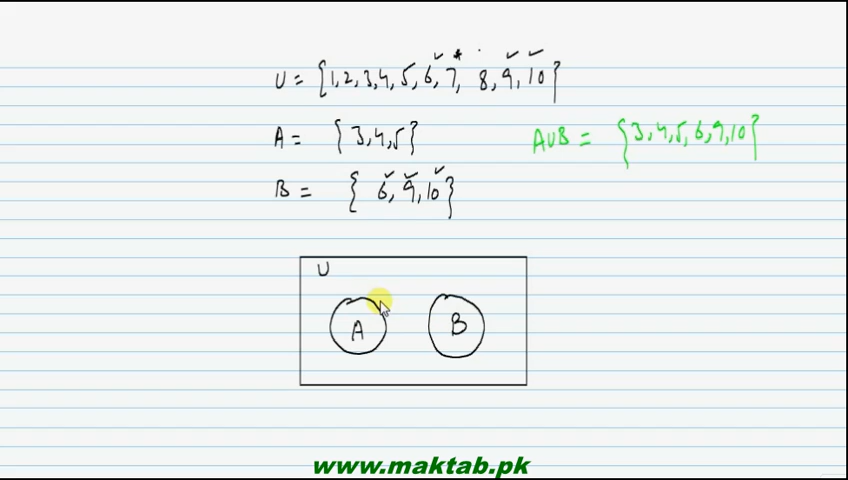 U = {1,2,3,4,5,6,7,8,9,10}
A = {3,4,5}
A∪B = {3,4,5,6,9,10}
B = {6,9,10}
U
A
B
www.maktab.pk